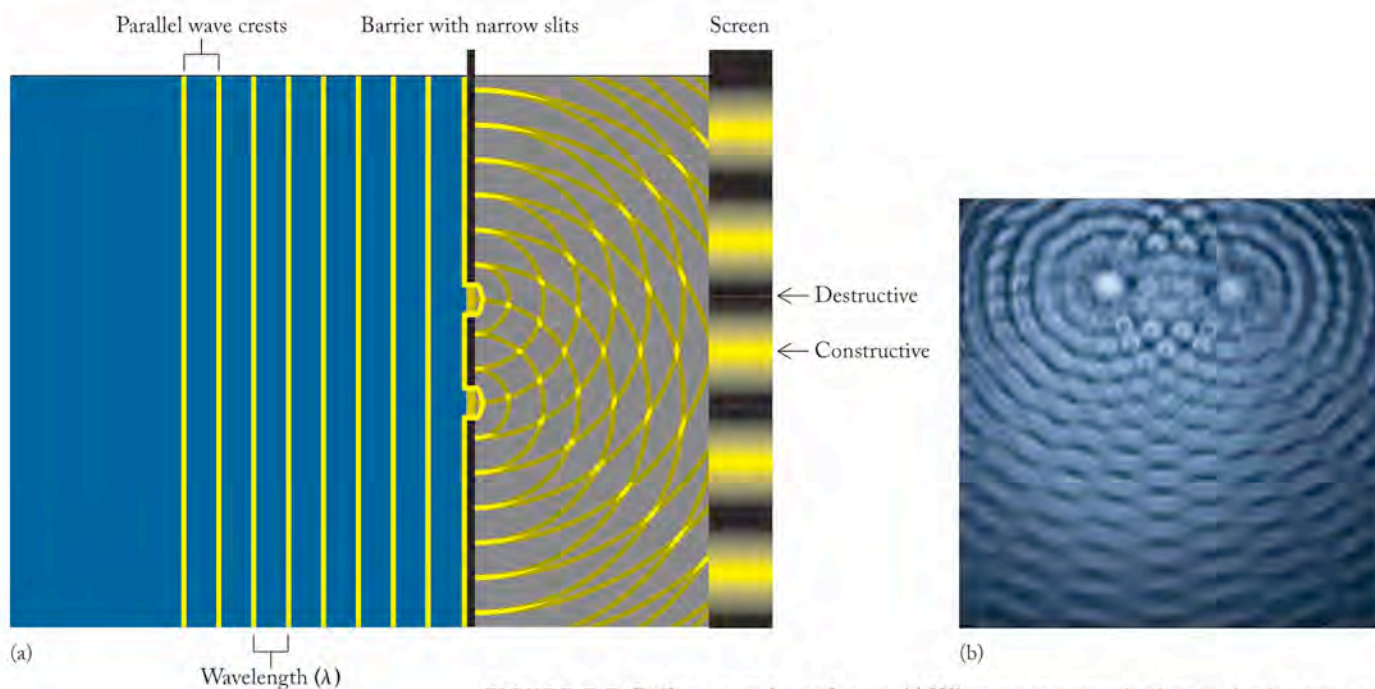 Parallel wave crests
Barrier with narrow slits
Screen
Destructive
Constructive
(a)
Wavelength (λ)
(b)